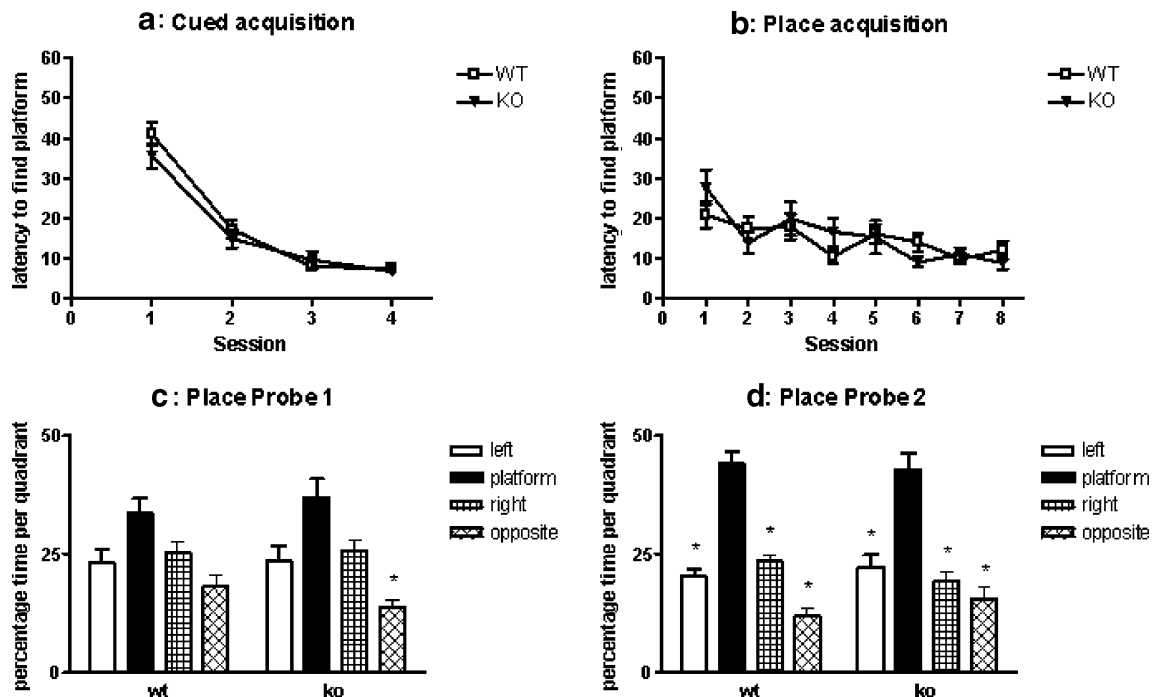 a: Cued acquisition
latency to find platform
60
50
40
30
20
10
0
0 1 2 3 4
Session
WT
KO
b: Place acquisition
latency to find platform
60
50
40
30
20
10
0
0 1 2 3 4 5 6 7 8
Session
WT
KO
c: Place Probe 1
percentage time per quadrant
50
25
0
*
wt ko
left
platform
right
opposite
d: Place Probe 2
percentage time per quadrant
50
25
0
* * * * * *
wt ko
left
platform
right
opposite